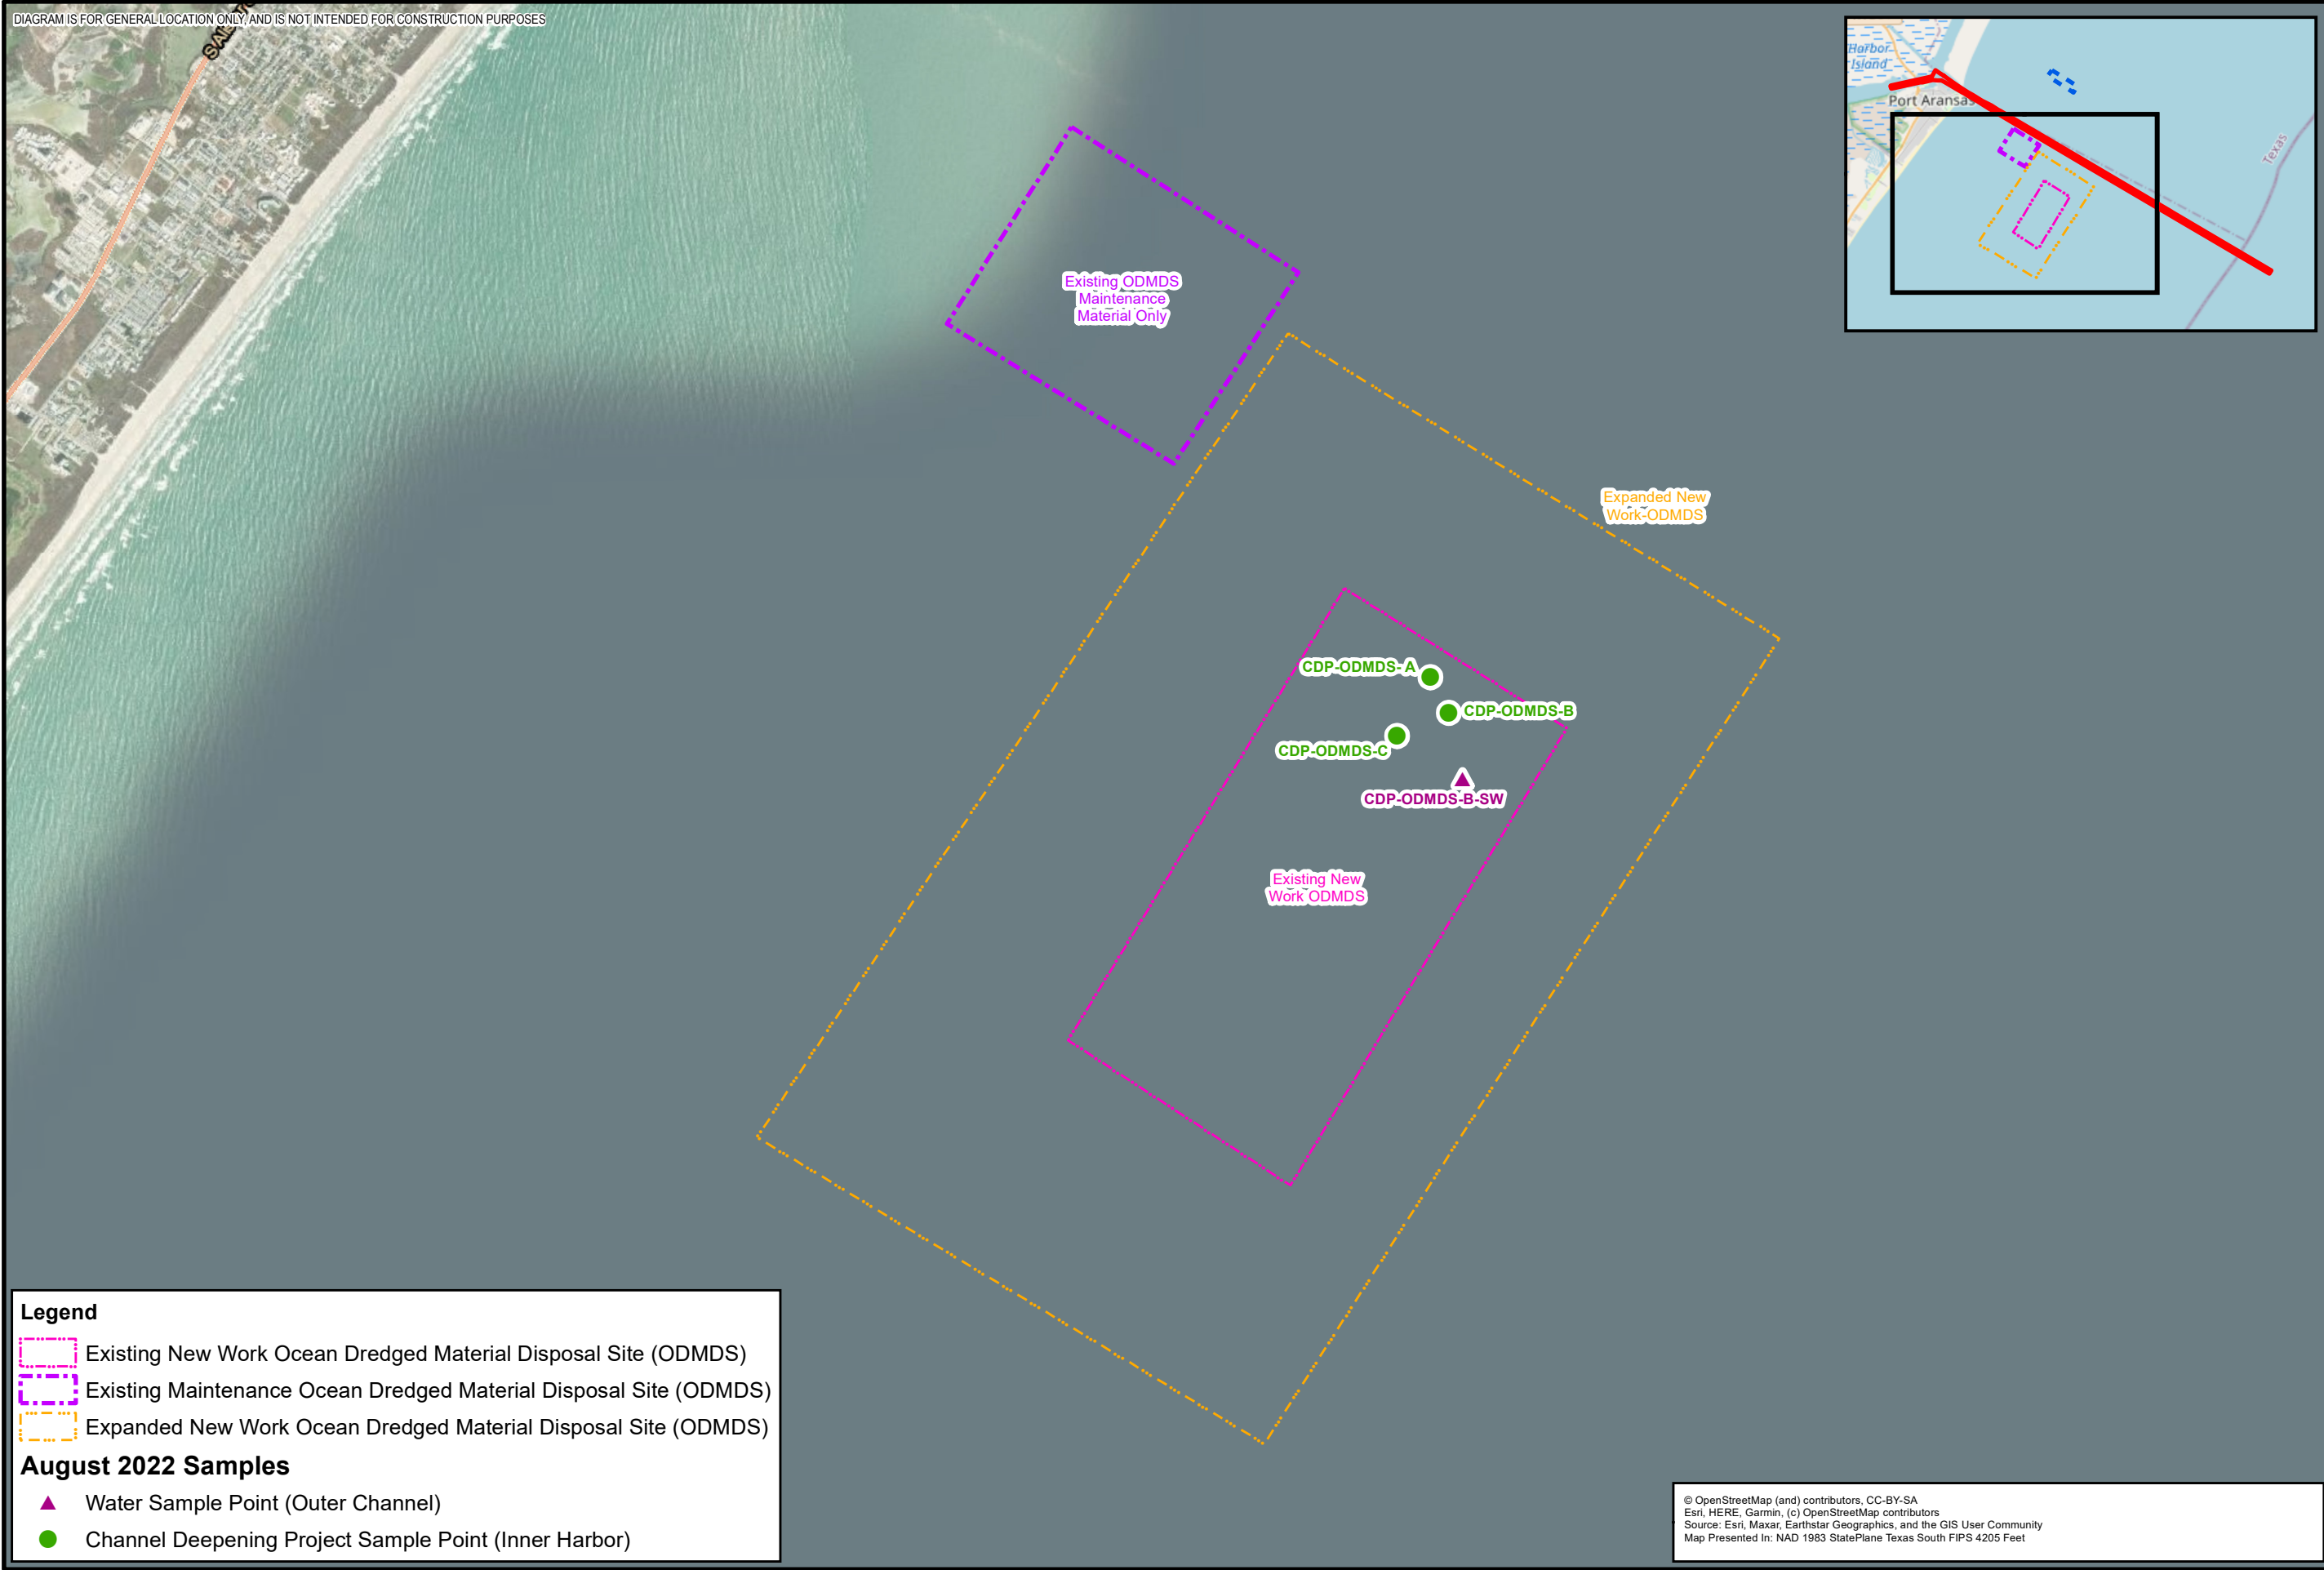 DIAGRAM IS FOR GENERAL LOCATION ONLY, AND IS NOT INTENDED FOR CONSTRUCTION PURPOSES
Harbor
Island
Port Aransas
Texas
Existing ODMDS
Maintenance
Material Only
Expanded New
Work-ODMDS
CDP-ODMDS- A
CDP-ODMDS-B
CDP-ODMDS-C
CDP-ODMDS-B-SW
Existing New
Work ODMDS
Legend
Existing New Work Ocean Dredged Material Disposal Site (ODMDS)
Existing Maintenance Ocean Dredged Material Disposal Site (ODMDS)
Expanded New Work Ocean Dredged Material Disposal Site (ODMDS)
August 2022 Samples
Water Sample Point (Outer Channel)
Channel Deepening Project Sample Point (Inner Harbor)
© OpenStreetMap (and) contributors, CC-BY-SA
Esri, HERE, Garmin, (c) OpenStreetMap contributors
Source: Esri, Maxar, Earthstar Geographics, and the GIS User Community
Map Presented In: NAD 1983 StatePlane Texas South FIPS 4205 Feet